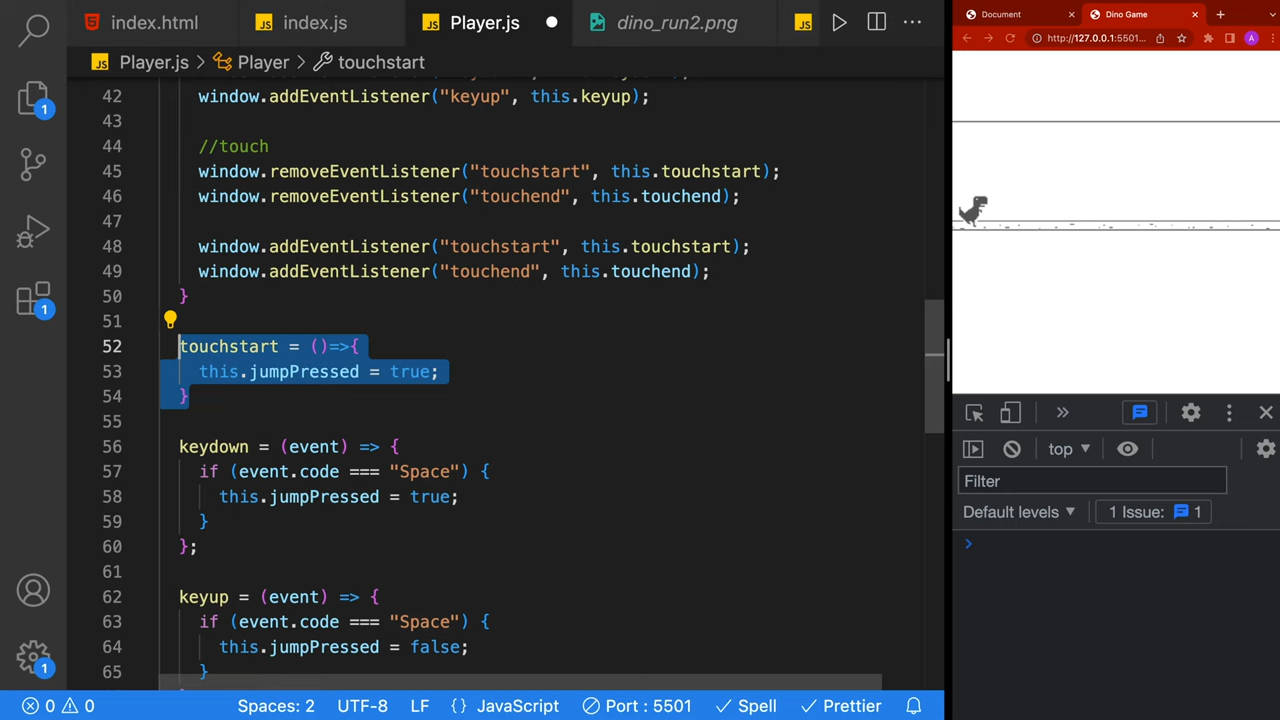 index.html
index.js
Player.js
dino_run2.png
Player.js > Player > touchstart
42 window.addEventListener("keyup", this.keyup);
43
44 //touch
45 window.removeEventListener("touchstart", this.touchstart);
46 window.removeEventListener("touchend", this.touchend);
47
48 window.addEventListener("touchstart", this.touchstart);
49 window.addEventListener("touchend", this.touchend);
50 }
51
52 touchstart = ()=>{
53 this.jumpPressed = true;
54 }
55
56 keydown = (event) => {
57 if (event.code === "Space") {
58 this.jumpPressed = true;
59 }
60 };
61
62 keyup = (event) => {
63 if (event.code === "Space") {
64 this.jumpPressed = false;
65 }
1
1
1
0 0
Spaces: 2
UTF-8
LF
{} JavaScript
Port : 5501
Spell
Prettier
Document
Dino Game
http://127.0.0.1:5501...
A
top
Filter
Default levels
1 Issue: 1